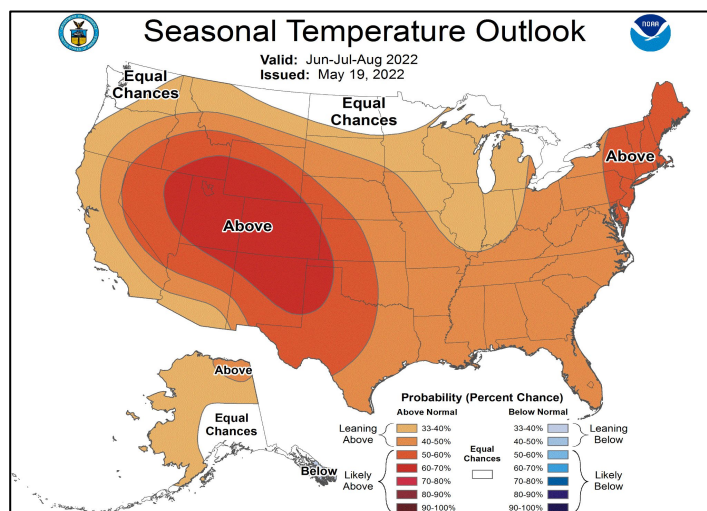 Seasonal Temperature Outlook
NOAA
Valid: Jun-Jul-Aug 2022
Issued: May 19, 2022
Equal
Chances
Equal
Chances
Above
Above
Above
Equal
Chances
Below
Probability (Percent Chance)
Above Normal
Below Normal
Leaning
Above
33-40%
40-50%
Likely
Above
50-60%
60-70%
70-80%
80-90%
90-100%
Equal
Chances
33-40%
40-50%
Leaning
Below
50-60%
60-70%
70-80%
80-90%
90-100%
Likely
Below